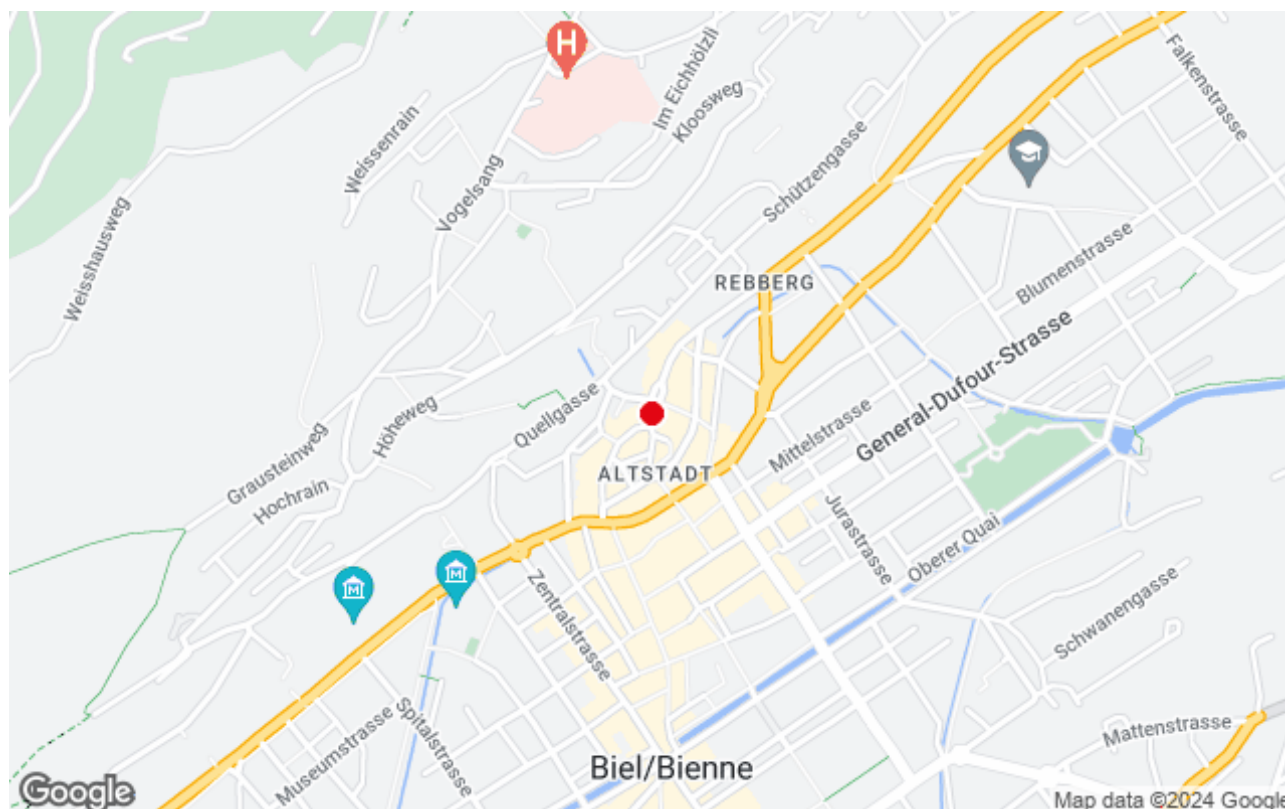 H
Im Eichhölzli
Kloosweg
Falkenstrasse
Weissenrain
Vogelsang
Schützengasse
Weisshausweg
Blumenstrasse
REBBERG
General-Dufour-Strasse
Höheweg
Quellgasse
Mittelstrasse
Grausteinweg
Hochrain
ALTSTADT
Jurastrasse
Oberer Quai
M
M
Zentralstrasse
Schwanengasse
Museumstrasse
Spitalstrasse
Mattenstrasse
Biel/Bienne
Google
Map data ©2024 Google